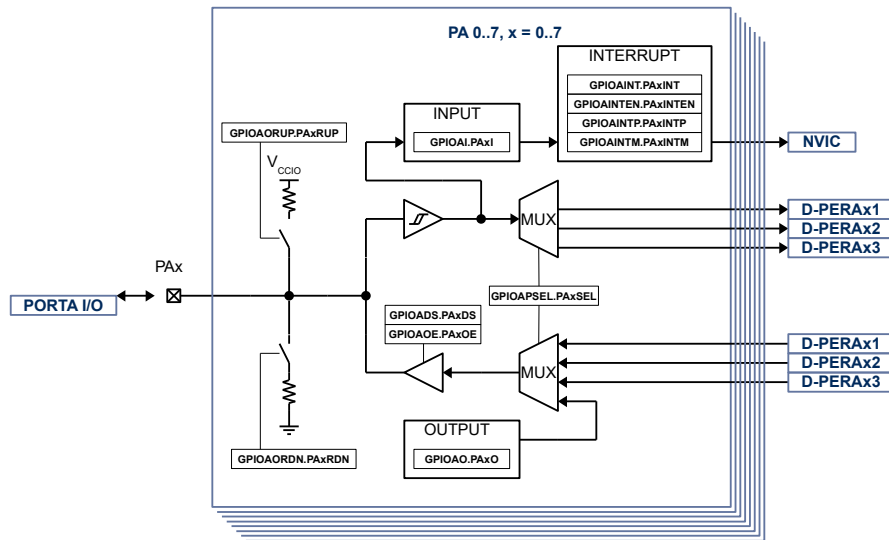 PA 0..7, x = 0..7
INTERRUPT
GPIOAINT.PAxINT
GPIOAINTEN.PAxINTEN
GPIOAINTP.PAxINTP
GPIOAINTM.PAxINTM
INPUT
GPIOAI.PAxI
NVIC
GPIOAORUP.PAxRUP
VCCIO
MUX
D-PERAx1
D-PERAx2
D-PERAx3
PAx
PORTA I/O
GPIOAPSEL.PAxSEL
GPIOADS.PAxDS
GPIOAOE.PAxOE
MUX
D-PERAx1
D-PERAx2
D-PERAx3
OUTPUT
GPIOAO.PAxO
GPIOAORDN.PAxRDN